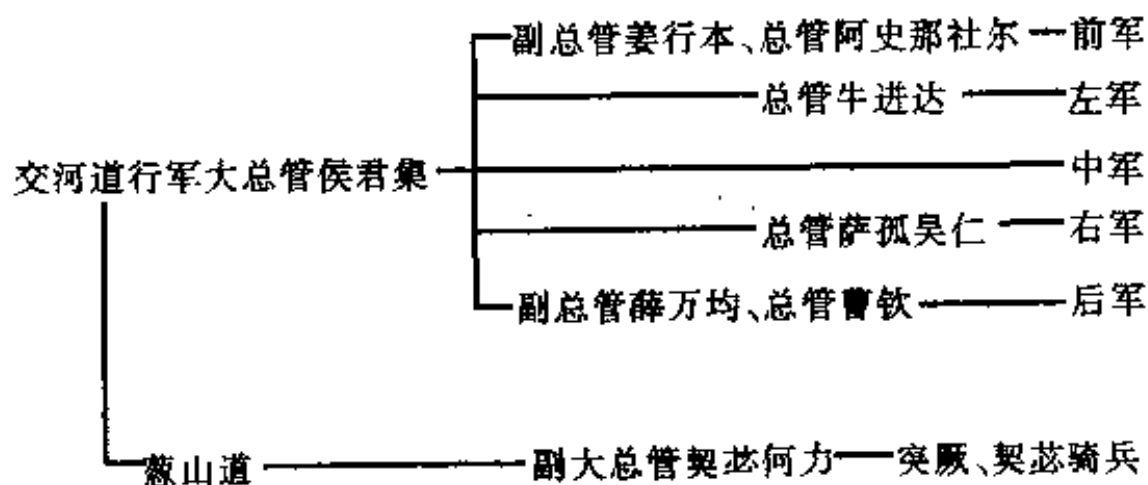 副总管姜行本、总管阿史那社尔 前军
总管牛进达 左军
交河道行军大总管侯君集 中军
总管萨孤吴仁 右军
副总管薛万均、总管曹钦 后军
葱山道 副大总管契苾何力 突厥、契苾骑兵